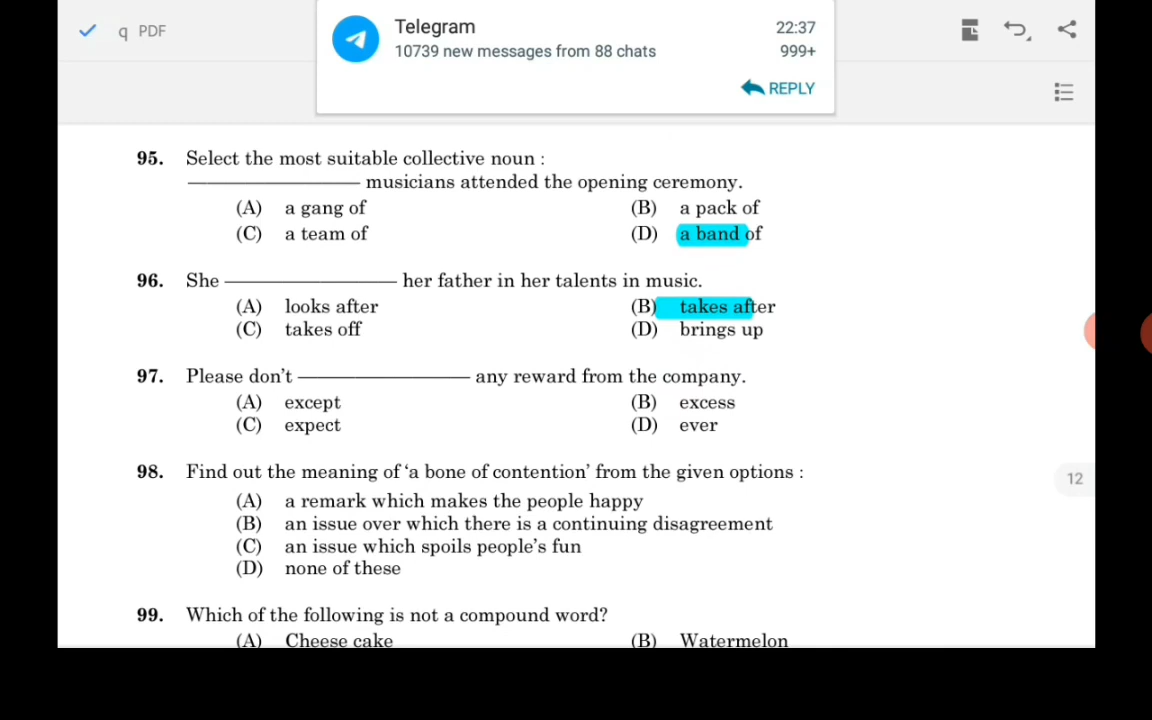 q PDF
Telegram
22:37
10739 new messages from 88 chats
999+
REPLY
95. Select the most suitable collective noun :
musicians attended the opening ceremony.
(A) a gang of (B) a pack of
(C) a team of (D) a band of
96. She ———————— her father in her talents in music.
(A) looks after (B) takes after
(C) takes off (D) brings up
97. Please don't ———————— any reward from the company.
(A) except (B) excess
(C) expect (D) ever
98. Find out the meaning of ‘a bone of contention’ from the given options :
(A) a remark which makes the people happy
(B) an issue over which there is a continuing disagreement
(C) an issue which spoils people's fun
(D) none of these
12
99. Which of the following is not a compound word?
(A) Cheese cake (B) Watermelon